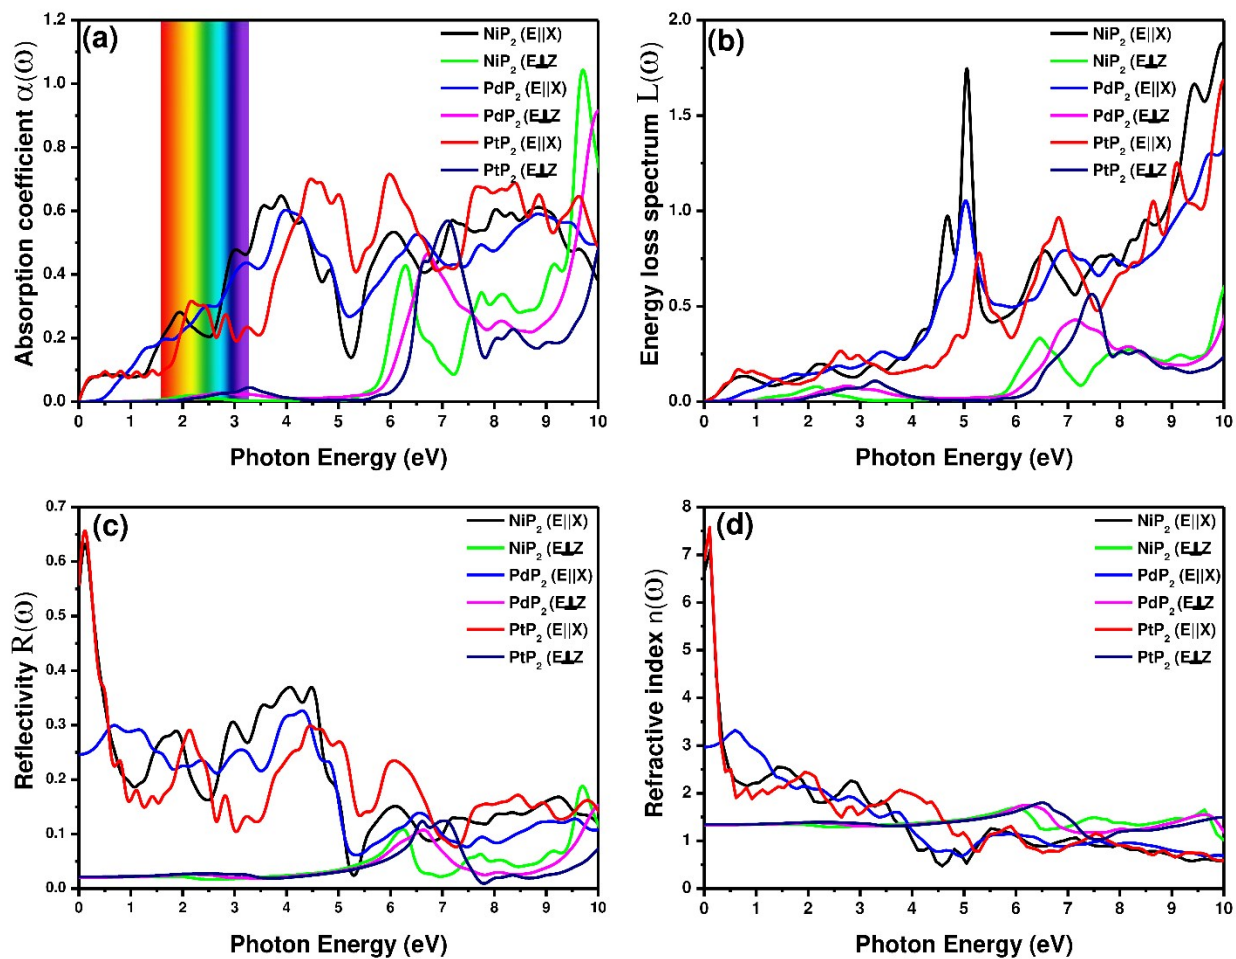 (a)
Absorption coefficient α(ω)
1.2
1.0
0.8
0.6
0.4
0.2
0.0
NiP2 (E||X)
NiP2 (E⊥Z
PdP2 (E||X)
PdP2 (E⊥Z
PtP2 (E||X)
PtP2 (E⊥Z
0 1 2 3 4 5 6 7 8 9 10
Photon Energy (eV)
(b)
Energy loss spectrum L(ω)
2.0
1.5
1.0
0.5
0.0
NiP2 (E||X)
NiP2 (E⊥Z
PdP2 (E||X)
PdP2 (E⊥Z
PtP2 (E||X)
PtP2 (E⊥Z
0 1 2 3 4 5 6 7 8 9 10
Photon Energy (eV)
(c)
Reflectivity R(ω)
0.7
0.6
0.5
0.4
0.3
0.2
0.1
0.0
NiP2 (E||X)
NiP2 (E⊥Z
PdP2 (E||X)
PdP2 (E⊥Z
PtP2 (E||X)
PtP2 (E⊥Z
0 1 2 3 4 5 6 7 8 9 10
Photon Energy (eV)
(d)
Refractive index n(ω)
8
7
6
5
4
3
2
1
0
NiP2 (E||X)
NiP2 (E⊥Z
PdP2 (E||X)
PdP2 (E⊥Z
PtP2 (E||X)
PtP2 (E⊥Z
0 1 2 3 4 5 6 7 8 9 10
Photon Energy (eV)